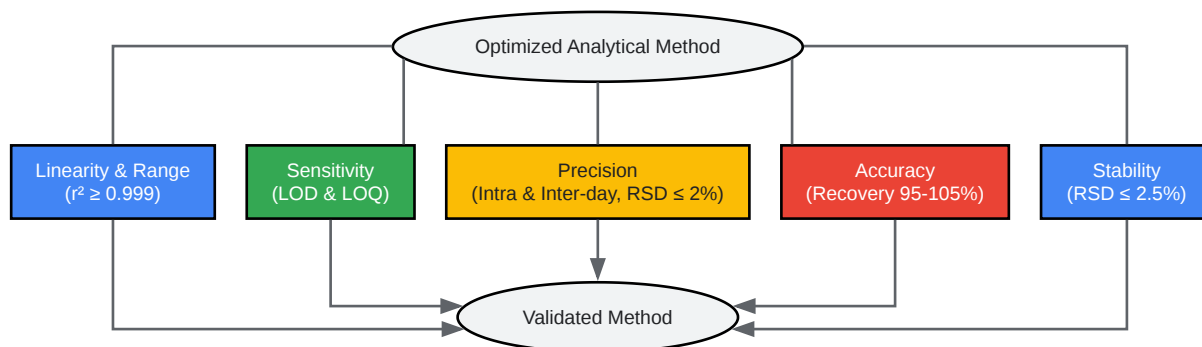 Optimized Analytical Method
Linearity & Range
(r² ≥ 0.999)
Sensitivity
(LOD & LOQ)
Precision
(Intra & Inter-day, RSD ≤ 2%)
Accuracy
(Recovery 95-105%)
Stability
(RSD ≤ 2.5%)
Validated Method